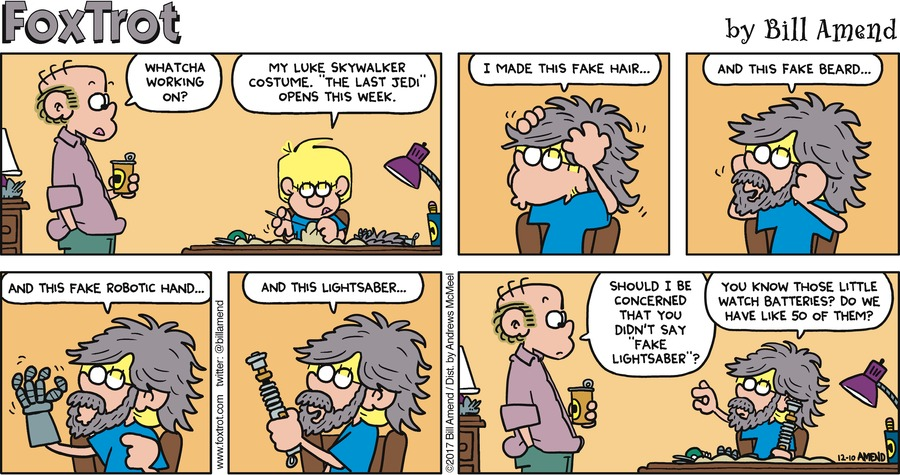 FOXTROT
by Bill Amend
WHATCHA
WORKING
ON?
MY LUKE SKYWALKER
COSTUME. "THE LAST JEDI"
OPENS THIS WEEK.
I MADE THIS FAKE HAIR...
AND THIS FAKE BEARD...
AND THIS FAKE ROBOTIC HAND...
www.foxtrot.com twitter: @billamend
AND THIS LIGHTSABER...
©2017 Bill Amend / Dist. by Andrews McMeel
SHOULD I BE
CONCERNED
THAT YOU
DIDN'T SAY
"FAKE
LIGHTSABER"?
YOU KNOW THOSE LITTLE
WATCH BATTERIES? DO WE
HAVE LIKE 50 OF THEM?
12-10 AMEND